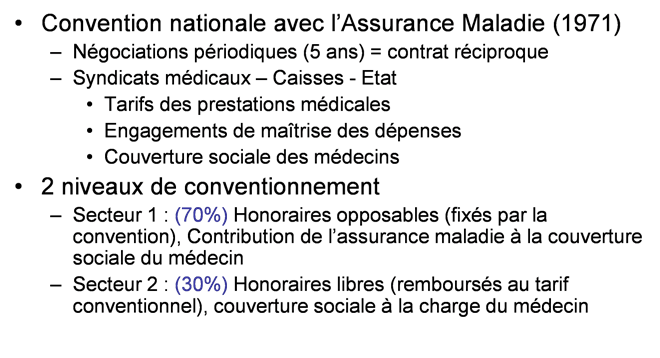 • Convention nationale avec l'Assurance Maladie (1971)
– Négociations périodiques (5 ans) = contrat réciproque
– Syndicats médicaux – Caisses - Etat
• Tarifs des prestations médicales
• Engagements de maîtrise des dépenses
• Couverture sociale des médecins
• 2 niveaux de conventionnement
– Secteur 1 : (70%) Honoraires opposables (fixés par la
convention), Contribution de l'assurance maladie à la couverture
sociale du médecin
– Secteur 2 : (30%) Honoraires libres (remboursés au tarif
conventionnel), couverture sociale à la charge du médecin